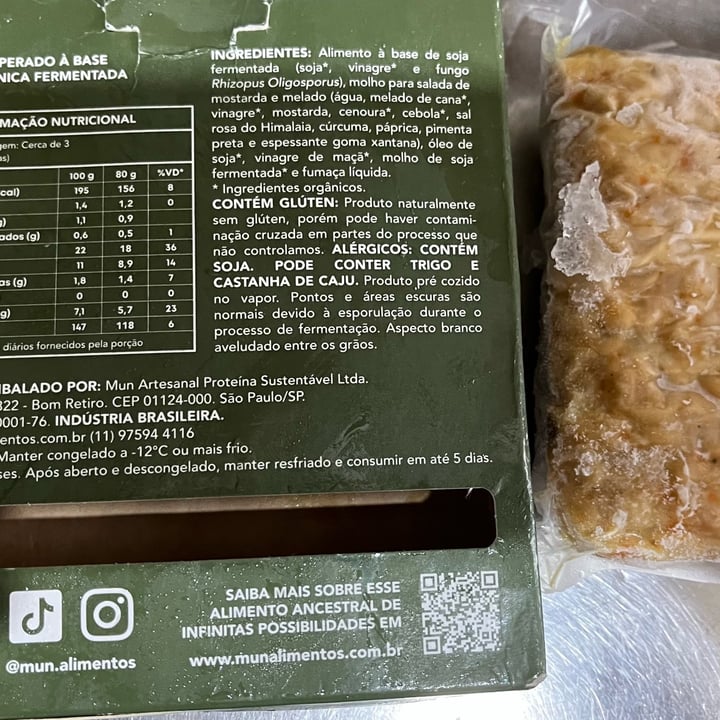 PERADO À BASE
NICA FERMENTADA
MAÇÃO NUTRICIONAL
gem: Cerca de 3
as)
100 g 80 g %VD*
cal) 195 156 8
1,4 1,2 0
g) 1,1 0,9
ados (g) 0,6 0,5 1
22 18 36
11 8,9 14
as (g) 1,8 1,4 7
0 0 0
g) 7,1 5,7 23
147 118 6
diários fornecidos pela porção
INGREDIENTES: Alimento à base de soja
fermentada (soja*, vinagre* e fungo
Rhizopus Oligosporus), molho para salada de
mostarda e melado (água, melado de cana*,
vinagre*, mostarda, cenoura*, cebola*, sal
rosa do Himalaia, cúrcuma, páprica, pimenta
preta e espessante goma xantana), óleo de
soja*, vinagre de maçã*, molho de soja
fermentada* e fumaça líquida.
* Ingredientes orgânicos.
CONTÉM GLÚTEN: Produto naturalmente
sem glúten, porém pode haver contami-
nação cruzada em partes do processo que
não controlamos. ALÉRGICOS: CONTÉM
SOJA. PODE CONTER TRIGO E
CASTANHA DE CAJU. Produto pré cozido
no vapor. Pontos e áreas escuras são
normais devido à esporulação durante o
processo de fermentação. Aspecto branco
aveludado entre os grãos.
BALADO POR: Mun Artesanal Proteína Sustentável Ltda.
322 - Bom Retiro. CEP 01124-000. São Paulo/SP.
0001-76. INDÚSTRIA BRASILEIRA.
entos.com.br (11) 97594 4116
Manter congelado a -12°C ou mais frio.
ses. Após aberto e descongelado, manter resfriado e consumir em até 5 dias.
SAIBA MAIS SOBRE ESSE
ALIMENTO ANCESTRAL DE
INFINITAS POSSIBILIDADES EM
www.munalimentos.com.br
@mun.alimentos